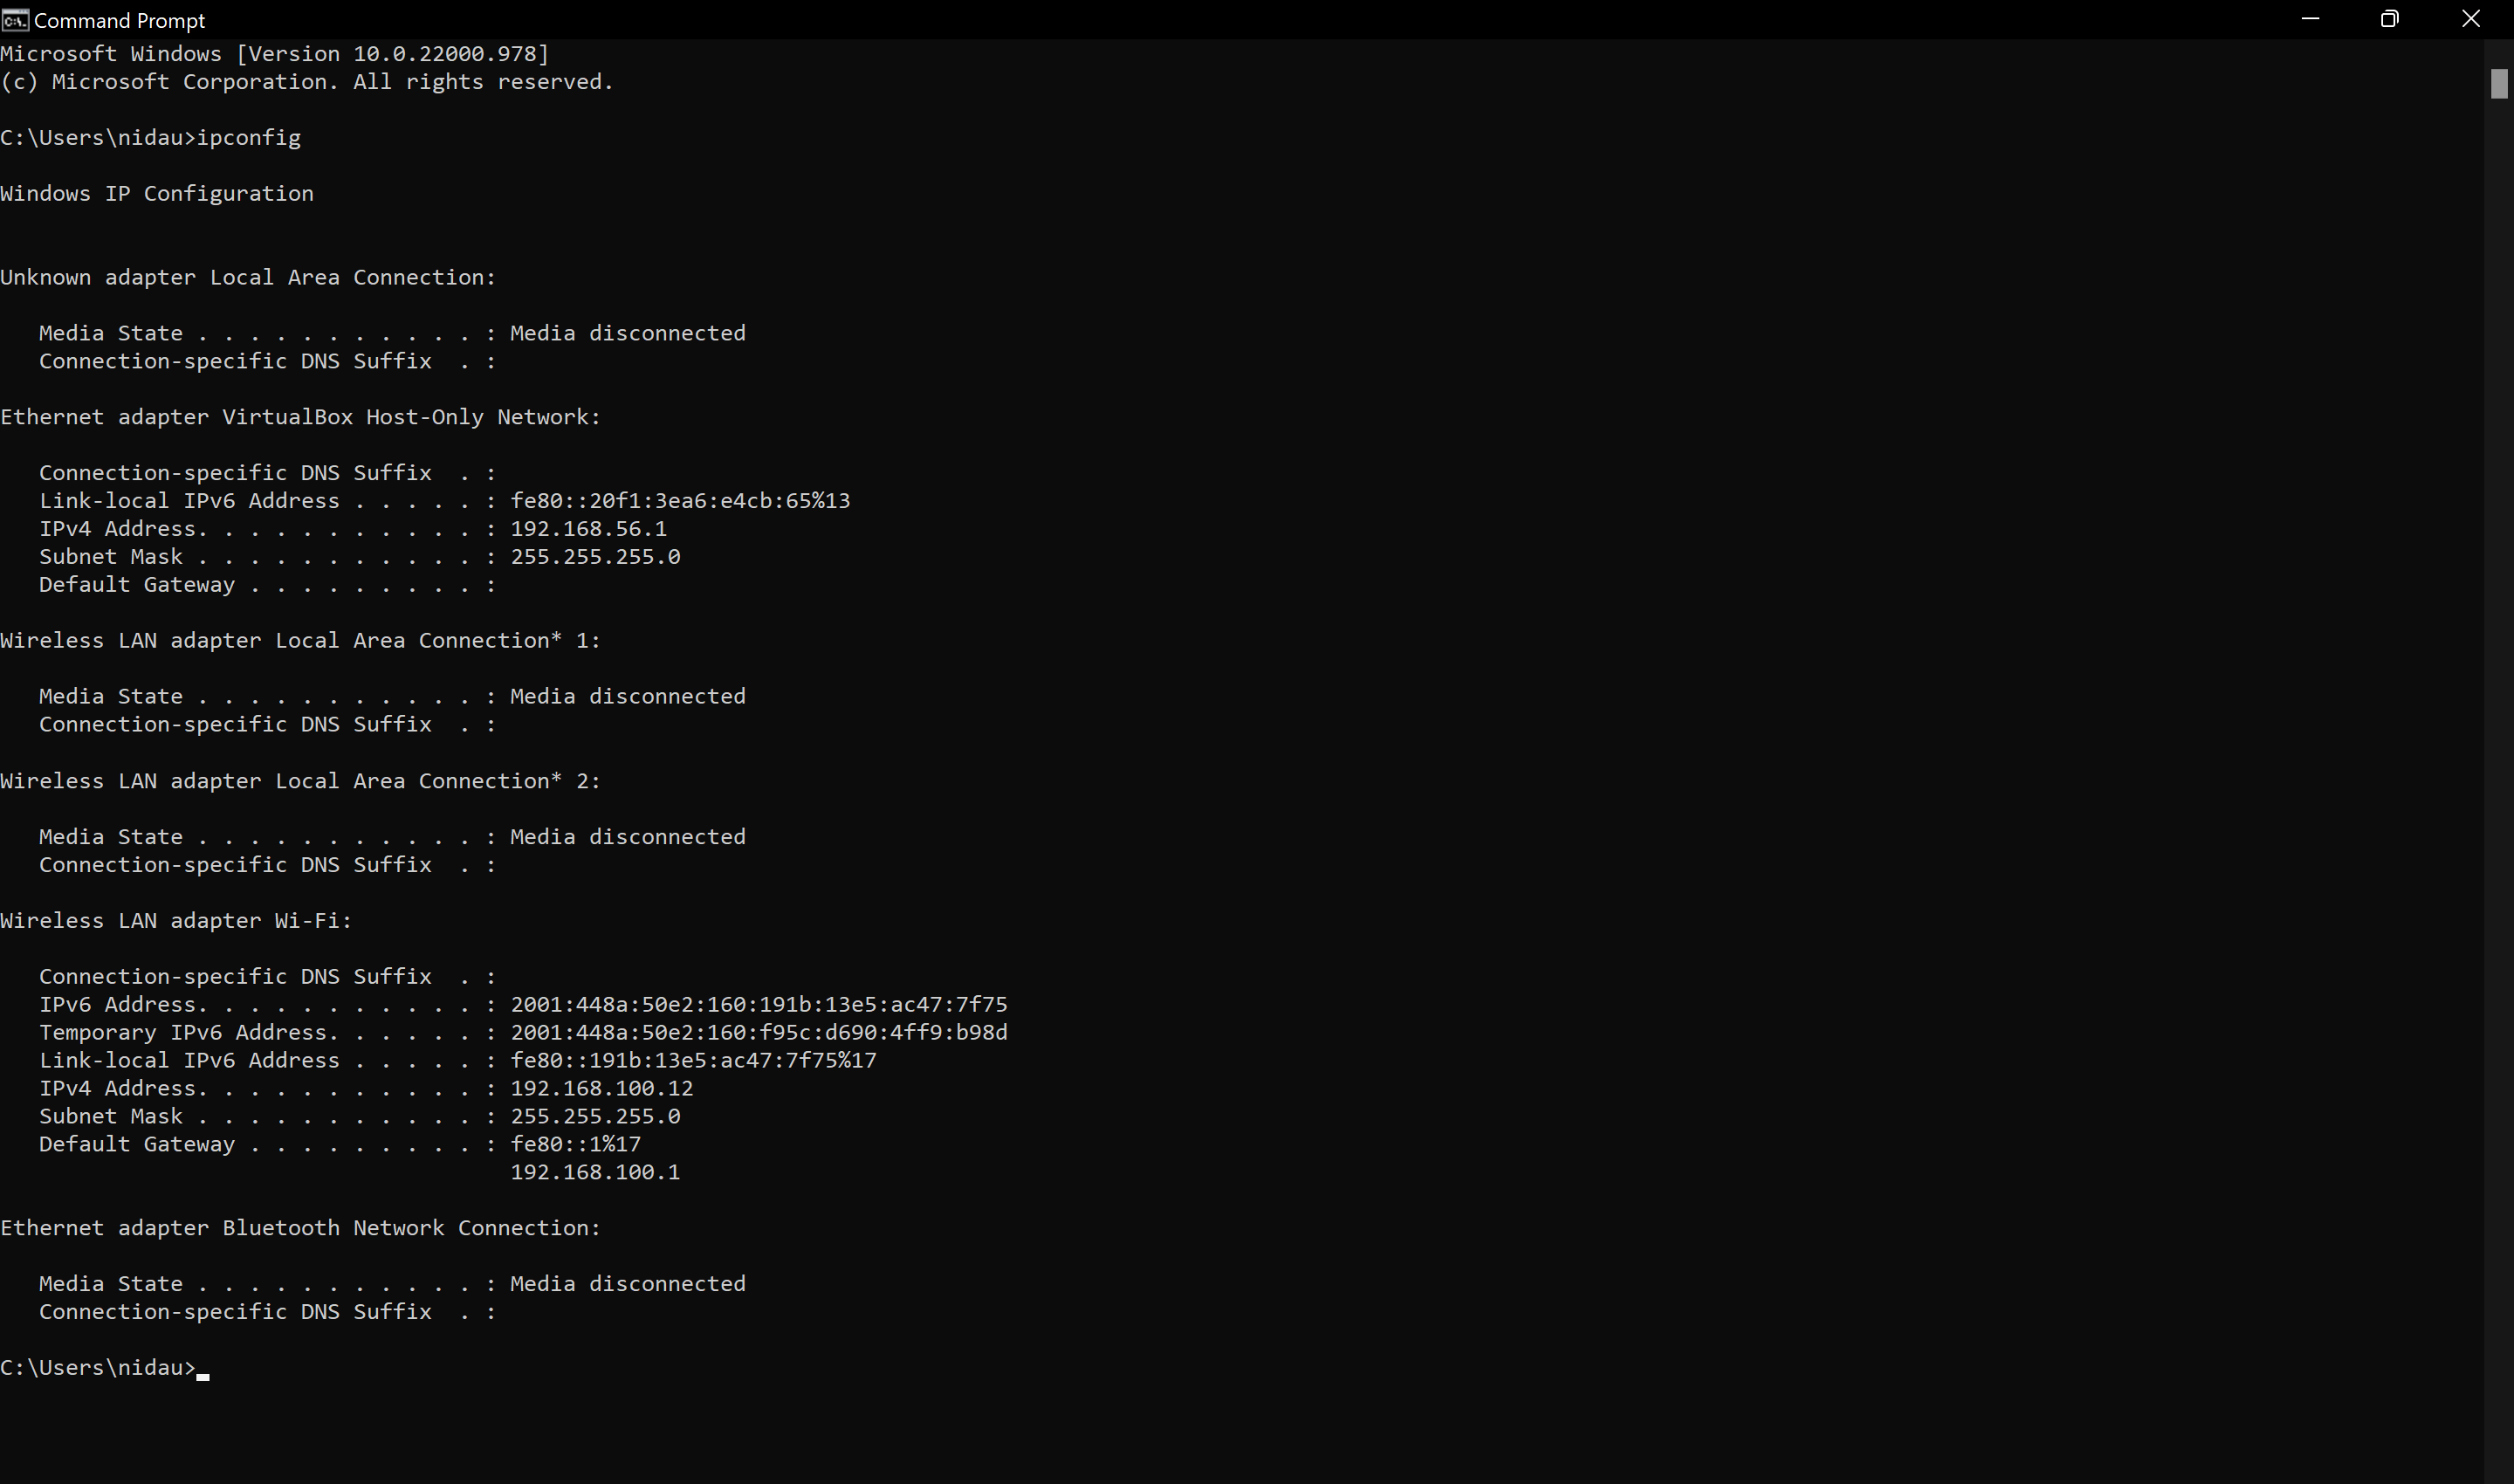 Command Prompt
Microsoft Windows [Version 10.0.22000.978]
(c) Microsoft Corporation. All rights reserved.
C:\Users\nidau>ipconfig
Windows IP Configuration
Unknown adapter Local Area Connection:
   Media State . . . . . . . . . . . : Media disconnected
   Connection-specific DNS Suffix  . :
Ethernet adapter VirtualBox Host-Only Network:
   Connection-specific DNS Suffix  . :
   Link-local IPv6 Address . . . . . : fe80::20f1:3ea6:e4cb:65%13
   IPv4 Address. . . . . . . . . . . : 192.168.56.1
   Subnet Mask . . . . . . . . . . . : 255.255.255.0
   Default Gateway . . . . . . . . . :
Wireless LAN adapter Local Area Connection* 1:
   Media State . . . . . . . . . . . : Media disconnected
   Connection-specific DNS Suffix  . :
Wireless LAN adapter Local Area Connection* 2:
   Media State . . . . . . . . . . . : Media disconnected
   Connection-specific DNS Suffix  . :
Wireless LAN adapter Wi-Fi:
   Connection-specific DNS Suffix  . :
   IPv6 Address. . . . . . . . . . . : 2001:448a:50e2:160:191b:13e5:ac47:7f75
   Temporary IPv6 Address. . . . . . : 2001:448a:50e2:160:f95c:d690:4ff9:b98d
   Link-local IPv6 Address . . . . . : fe80::191b:13e5:ac47:7f75%17
   IPv4 Address. . . . . . . . . . . : 192.168.100.12
   Subnet Mask . . . . . . . . . . . : 255.255.255.0
   Default Gateway . . . . . . . . . : fe80::1%17
                                       192.168.100.1
Ethernet adapter Bluetooth Network Connection:
   Media State . . . . . . . . . . . : Media disconnected
   Connection-specific DNS Suffix  . :
C:\Users\nidau>